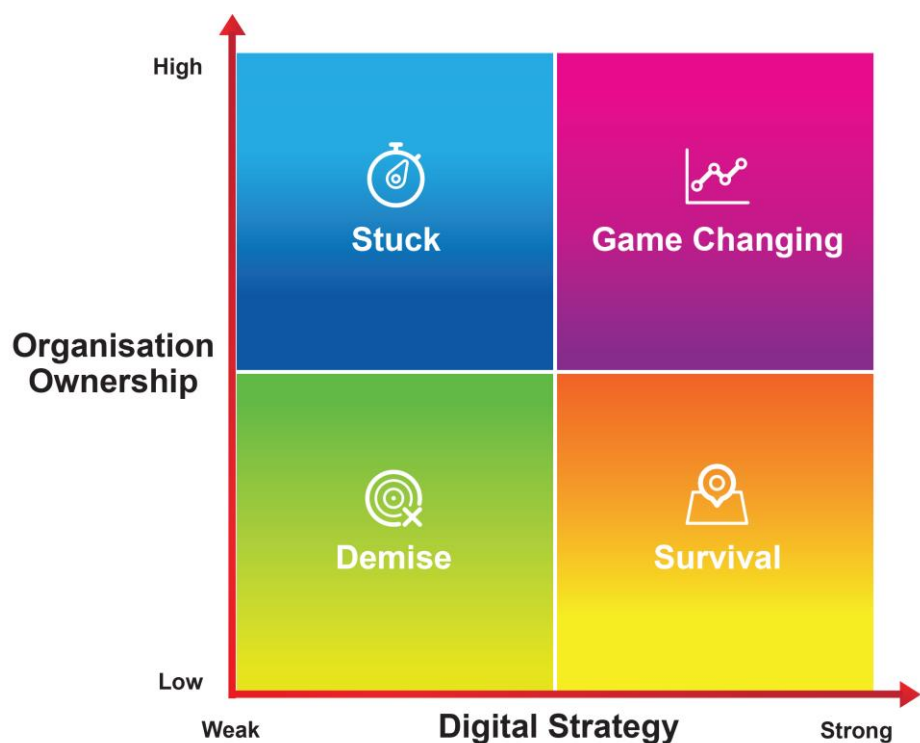 High
Stuck
Game Changing
Organisation
Ownership
Demise
Survival
Low
Weak
Digital Strategy
Strong